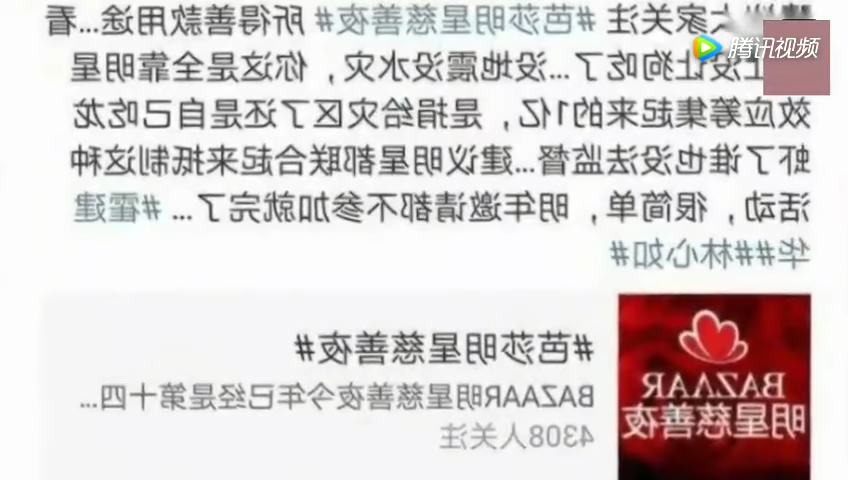 腾讯视频
大家关注 #芭莎明星慈善夜# 所得善款用途...看
没让狗吃了...没地震没水灾，你这是全靠明星
效应筹集起来的1亿，是捐给灾区了还是自己吃龙
虾了谁也没法监督...建议明星都联合起来抵制这种
活动，很简单，明年邀请都不参加就完了... #霍建
华##林心如#
BAZAAR
明星慈善夜
#芭莎明星慈善夜#
BAZAAR明星慈善夜今年已经是第十四...
4308人关注